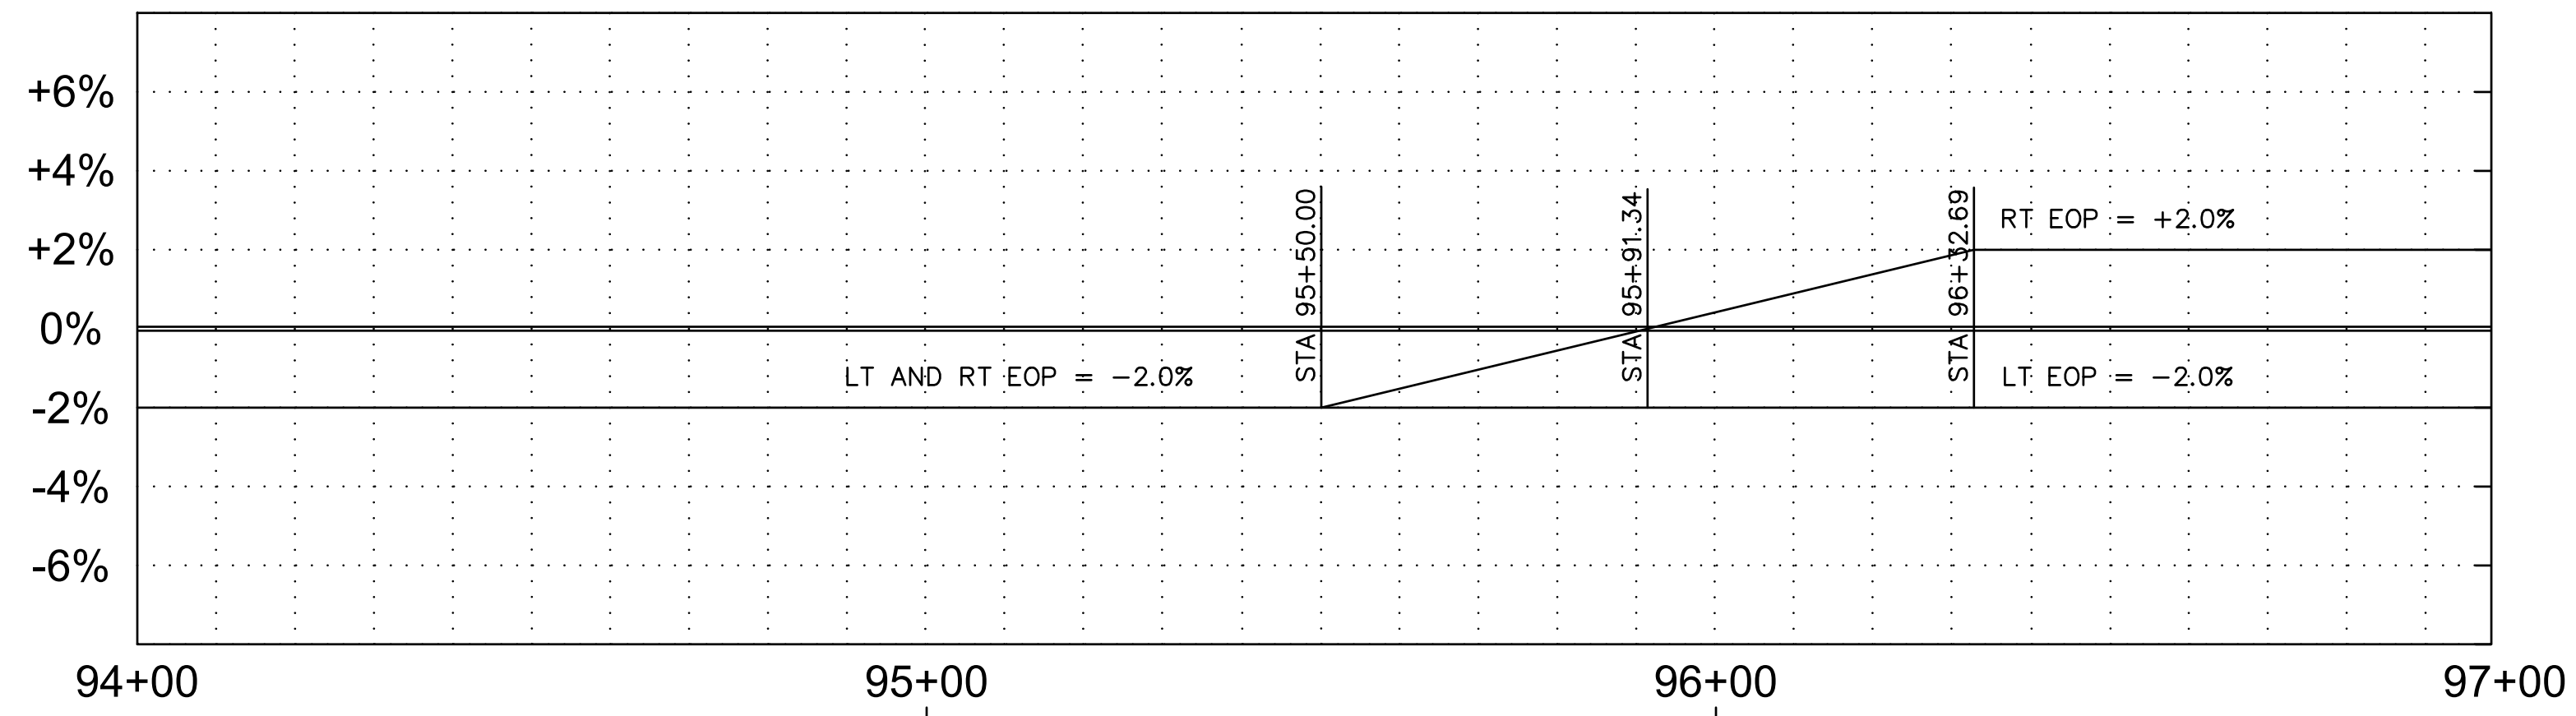 +6%
+4%
+2%
0%
-2%
-4%
-6%
STA 95+50.00
STA 95+91.34
STA 96+32.69
RT EOP = +2.0%
LT AND RT EOP = -2.0%
LT EOP = -2.0%
94+00
95+00
96+00
97+00